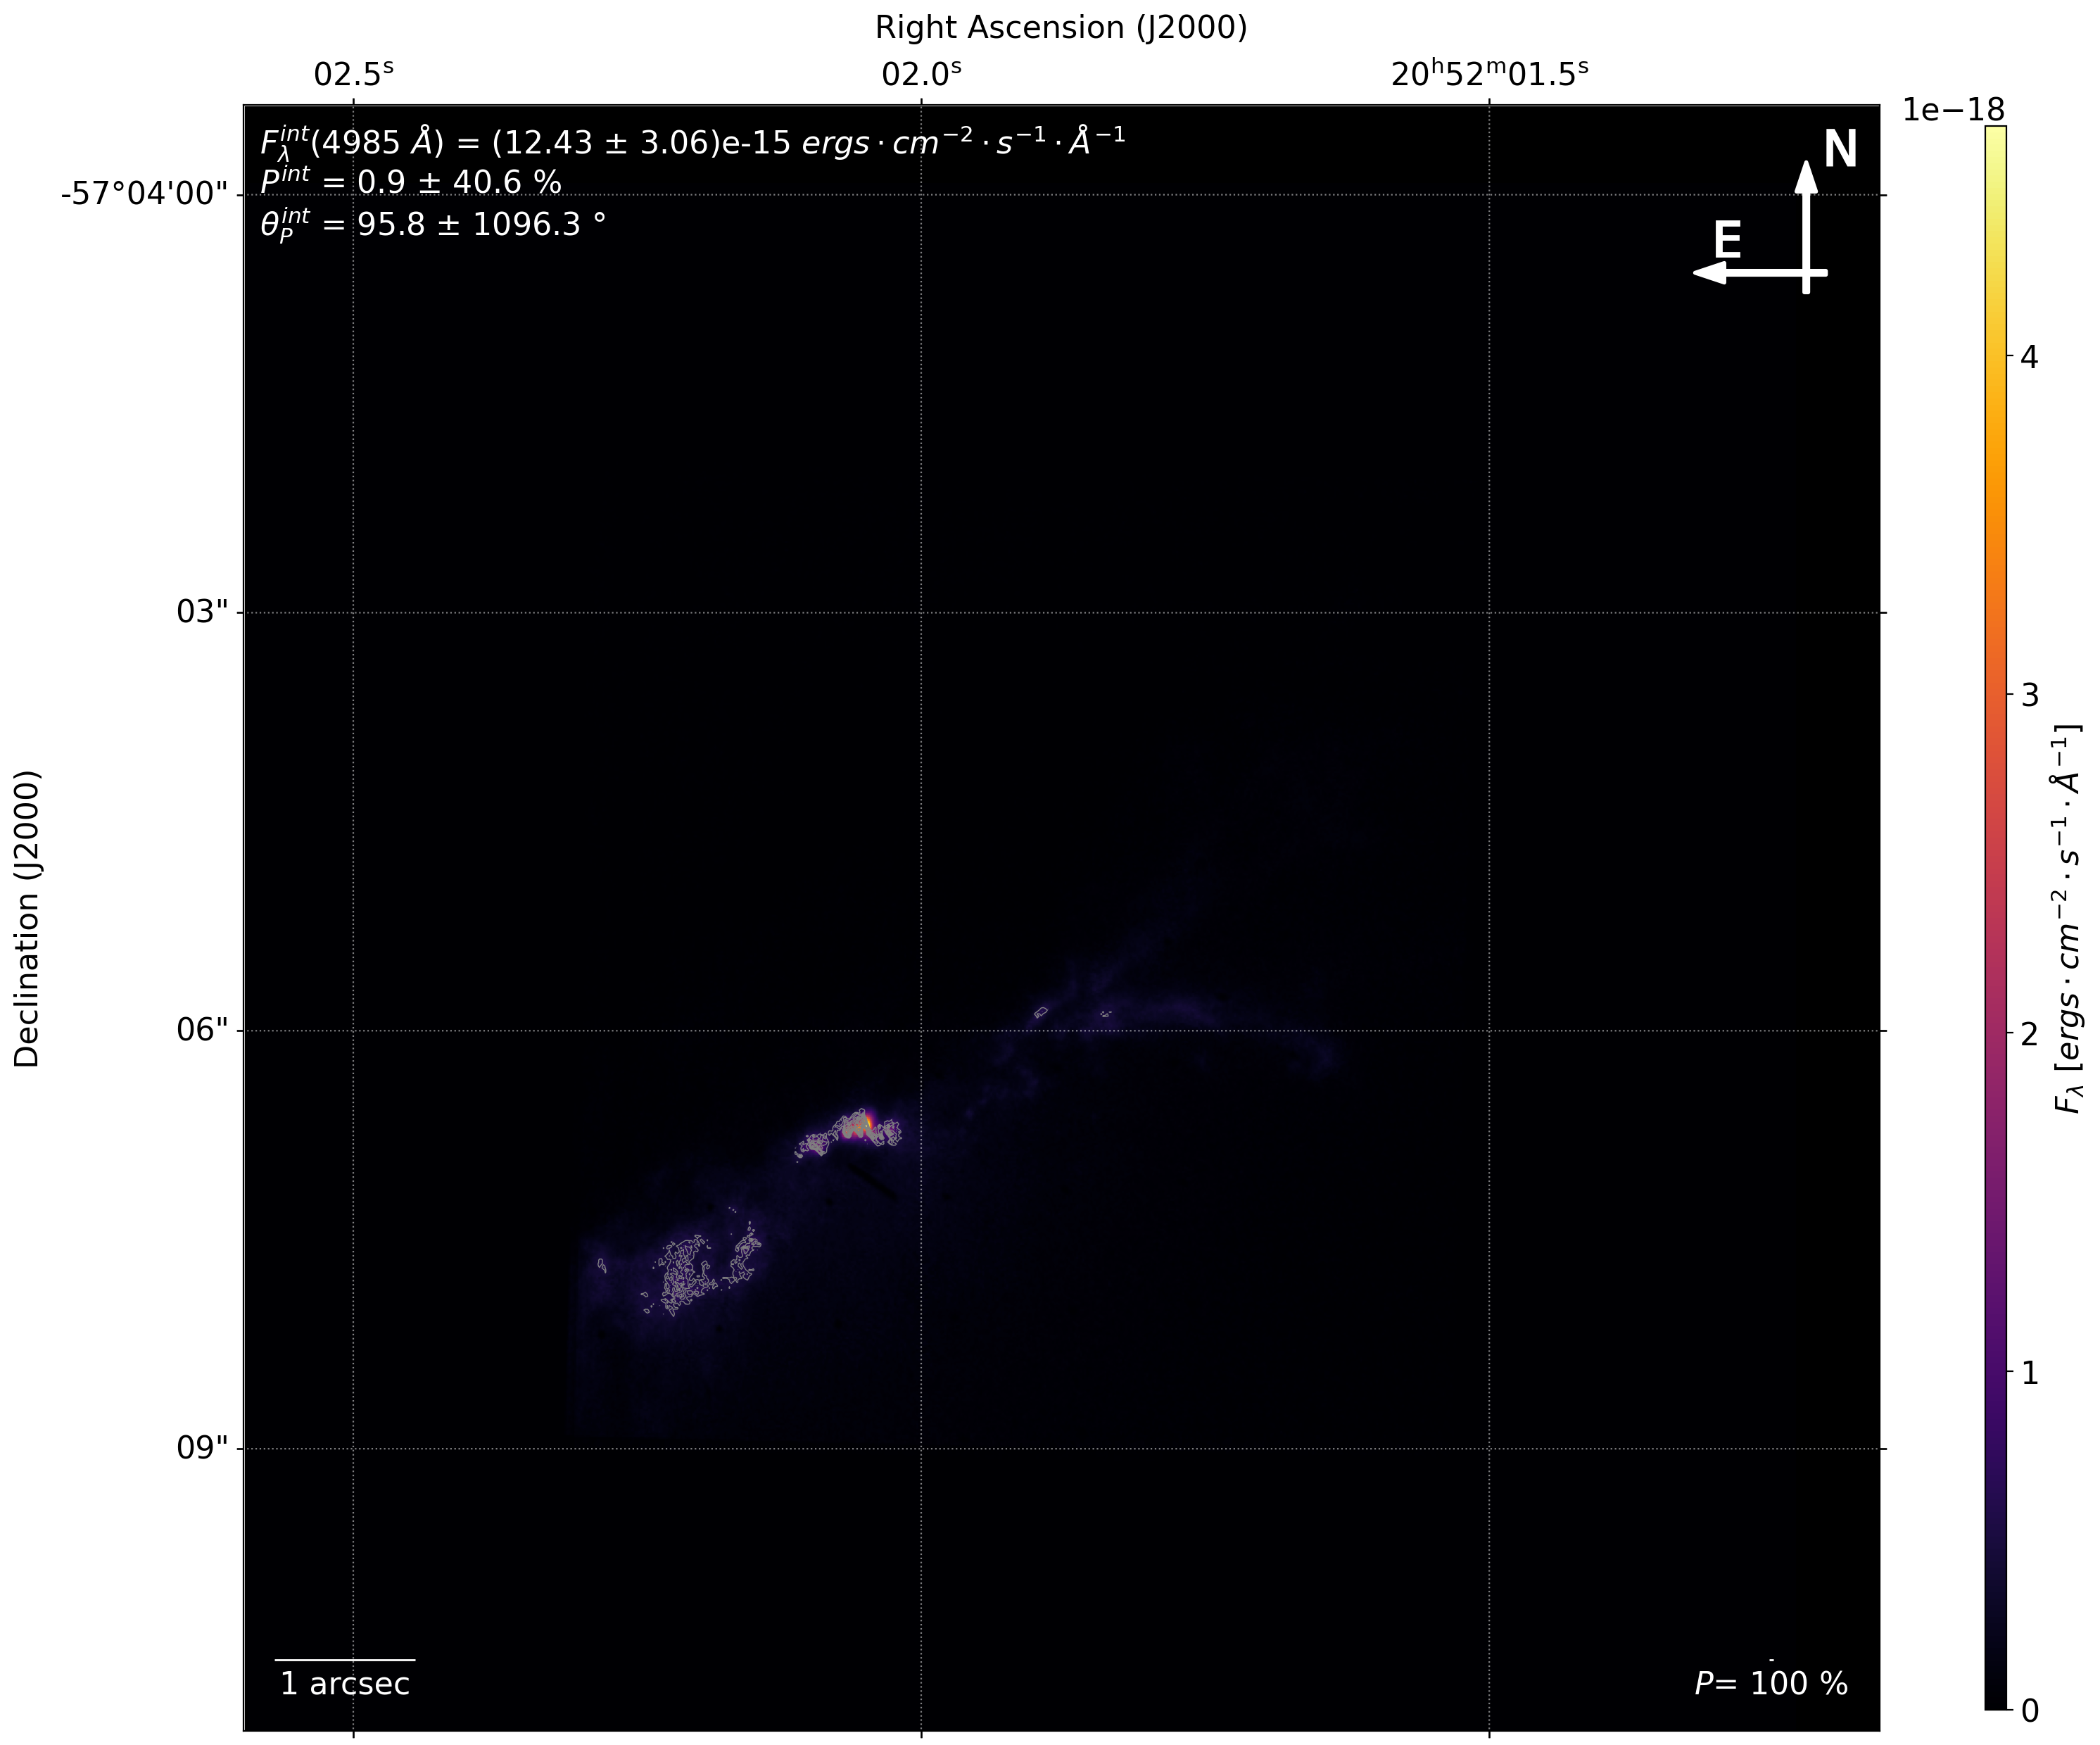 Right Ascension (J2000)
02.5ˢ 02.0ˢ 20ʰ52ᵐ01.5ˢ
1e−18
F_λ^int(4985 Å) = (12.43 ± 3.06)e-15 ergs · cm⁻² · s⁻¹ · Å⁻¹
P^int = 0.9 ± 40.6 %
θ_P^int = 95.8 ± 1096.3 °
N
E
-57°04'00"
03"
06"
09"
Declination (J2000)
1 arcsec
P= 100 %
4
3
2
1
0
F_λ [ergs · cm⁻² · s⁻¹ · Å⁻¹]